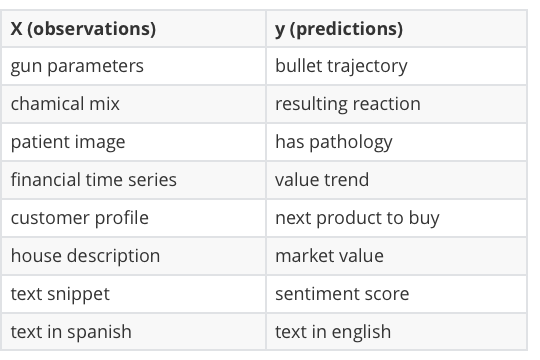 X (observations) y (predictions)
gun parameters bullet trajectory
chamical mix resulting reaction
patient image has pathology
financial time series value trend
customer profile next product to buy
house description market value
text snippet sentiment score
text in spanish text in english